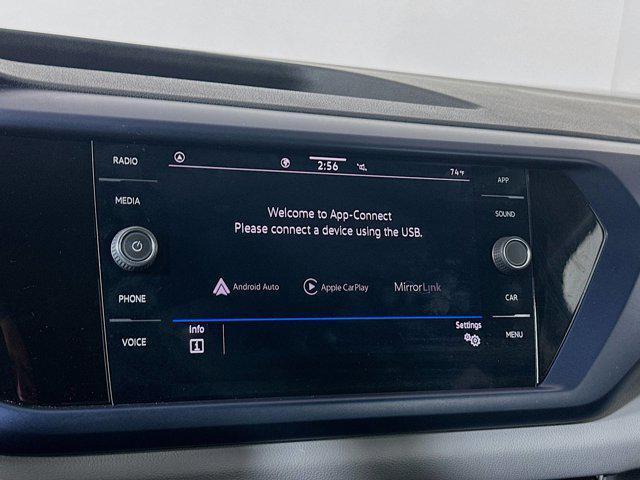 RADIO
MEDIA
PHONE
VOICE
2:56
74°F
Welcome to App-Connect
Please connect a device using the USB.
Android Auto
Apple CarPlay
MirrorLink
Info
Settings
APP
SOUND
CAR
MENU